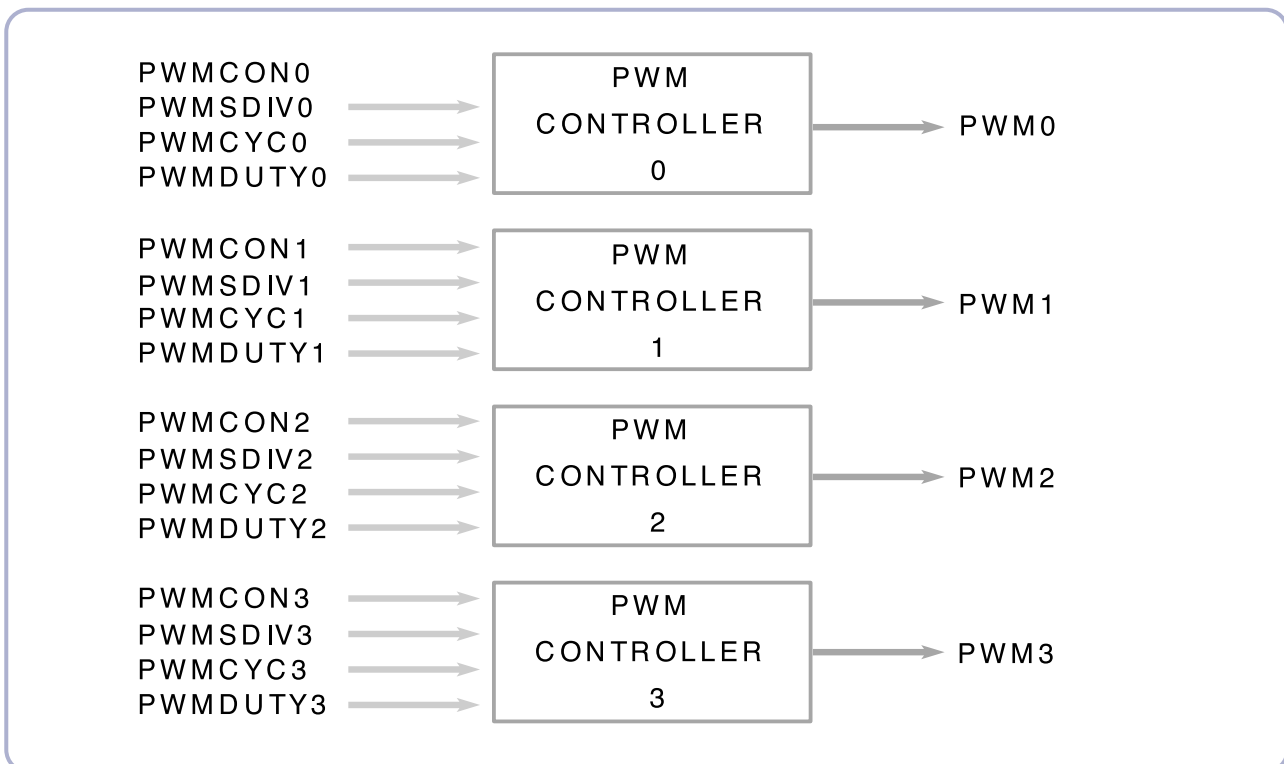 PWMCON0
PWMSDIV0
PWMCYC0
PWMDUTY0
PWM
CONTROLLER
0
PWM0
PWMCON1
PWMSDIV1
PWMCYC1
PWMDUTY1
PWM
CONTROLLER
1
PWM1
PWMCON2
PWMSDIV2
PWMCYC2
PWMDUTY2
PWM
CONTROLLER
2
PWM2
PWMCON3
PWMSDIV3
PWMCYC3
PWMDUTY3
PWM
CONTROLLER
3
PWM3